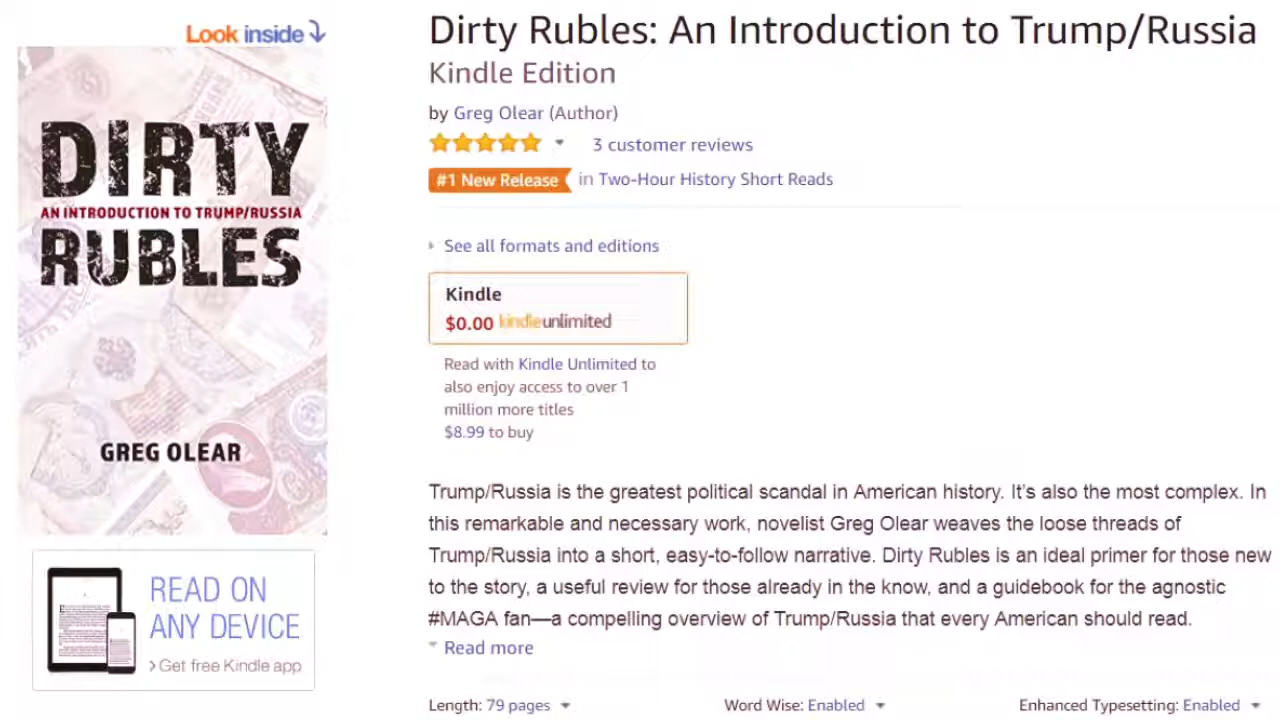 Look inside
DIRTY
AN INTRODUCTION TO TRUMP/RUSSIA
RUBLES
GREG OLEAR
READ ON
ANY DEVICE
›Get free Kindle app
Dirty Rubles: An Introduction to Trump/Russia
Kindle Edition
by Greg Olear (Author)
3 customer reviews
#1 New Release in Two-Hour History Short Reads
See all formats and editions
Kindle
$0.00 kindleunlimited
Read with Kindle Unlimited to
also enjoy access to over 1
million more titles
$8.99 to buy
Trump/Russia is the greatest political scandal in American history. It's also the most complex. In
this remarkable and necessary work, novelist Greg Olear weaves the loose threads of
Trump/Russia into a short, easy-to-follow narrative. Dirty Rubles is an ideal primer for those new
to the story, a useful review for those already in the know, and a guidebook for the agnostic
#MAGA fan—a compelling overview of Trump/Russia that every American should read.
Read more
Length: 79 pages
Word Wise: Enabled
Enhanced Typesetting: Enabled